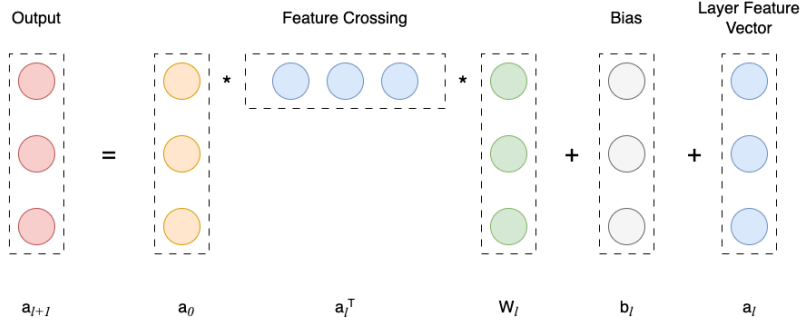 Output
Feature Crossing
Bias
Layer Feature
Vector
= * * + +
a_{l+1}
a_0
a_l^T
W_l
b_l
a_l